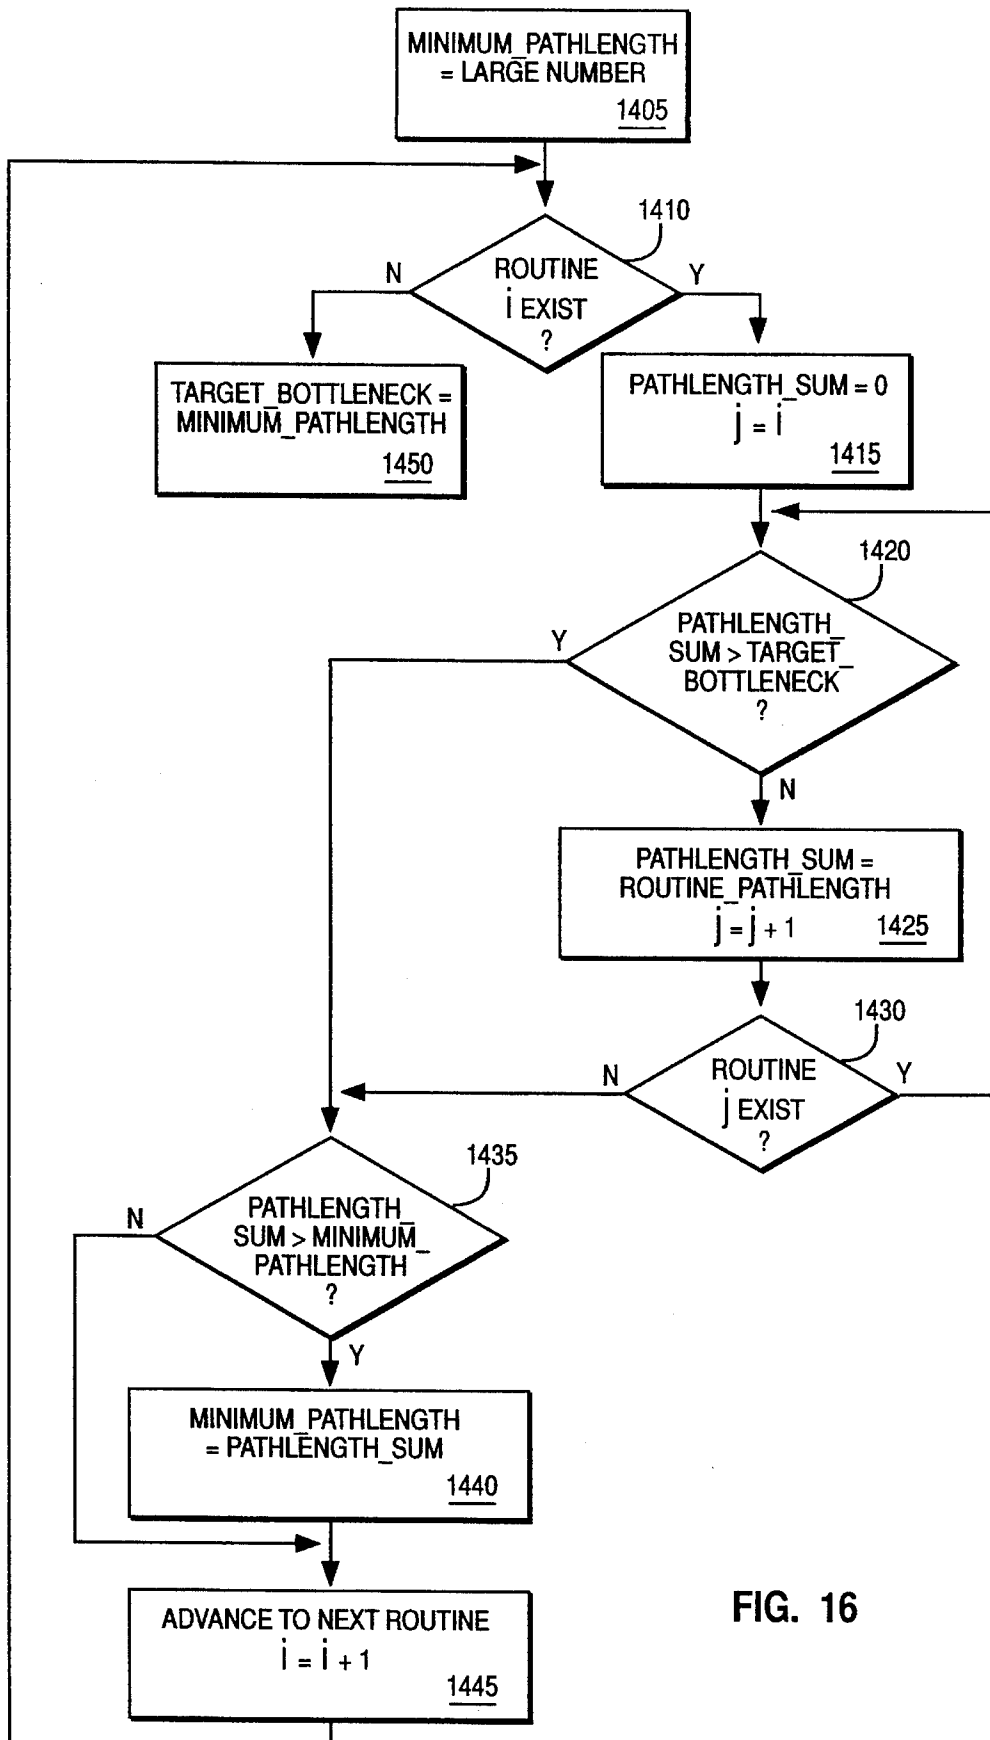 MINIMUM_PATHLENGTH
= LARGE NUMBER
1405
1410
N
ROUTINE
i EXIST
?
Y
TARGET_BOTTLENECK =
MINIMUM_PATHLENGTH
1450
PATHLENGTH_SUM = 0
j = i
1415
1420
Y
PATHLENGTH_
SUM > TARGET_
BOTTLENECK
?
N
PATHLENGTH_SUM =
ROUTINE_PATHLENGTH
j = j + 1
1425
1430
N
ROUTINE
j EXIST
?
Y
1435
N
PATHLENGTH_
SUM > MINIMUM_
PATHLENGTH
?
Y
MINIMUM_PATHLENGTH
= PATHLENGTH_SUM
1440
ADVANCE TO NEXT ROUTINE
i = i + 1
1445
FIG. 16